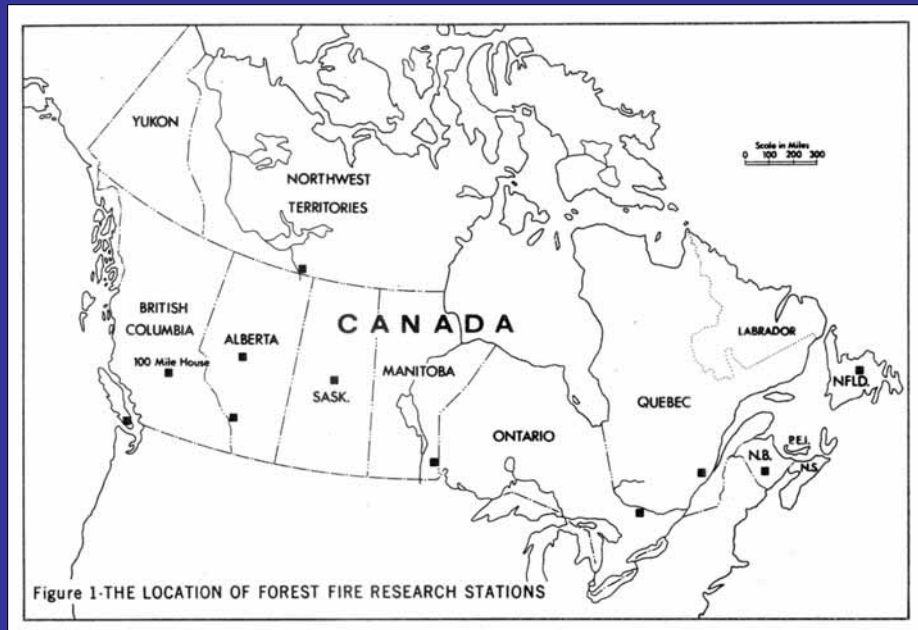 YUKON
Scale in Miles
0 100 200 300
NORTHWEST
TERRITORIES
BRITISH
COLUMBIA
100 Mile House
ALBERTA
CANADA
SASK.
MANITOBA
ONTARIO
QUEBEC
LABRADOR
NFLD.
P.E.I.
N.B.
N.S.
Figure 1-THE LOCATION OF FOREST FIRE RESEARCH STATIONS